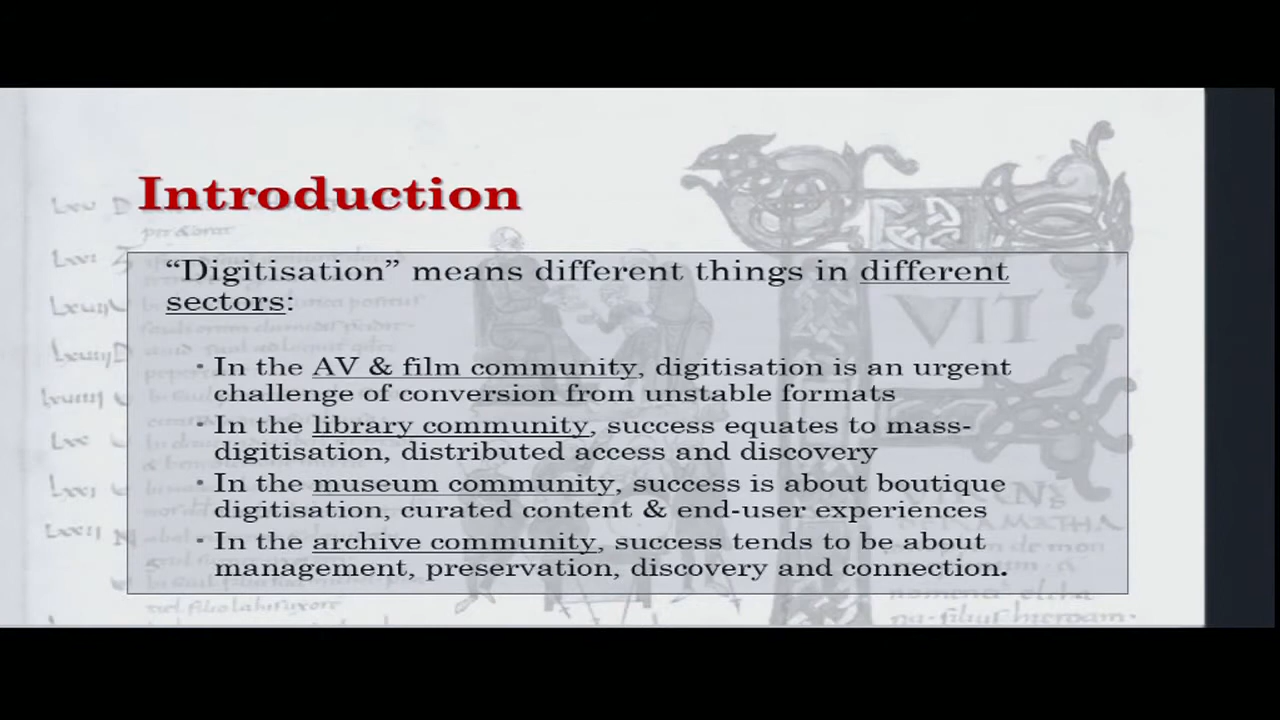 Introduction
“Digitisation” means different things in different
sectors:
• In the AV & film community, digitisation is an urgent
challenge of conversion from unstable formats
• In the library community, success equates to mass-
digitisation, distributed access and discovery
• In the museum community, success is about boutique
digitisation, curated content & end-user experiences
• In the archive community, success tends to be about
management, preservation, discovery and connection.
VII